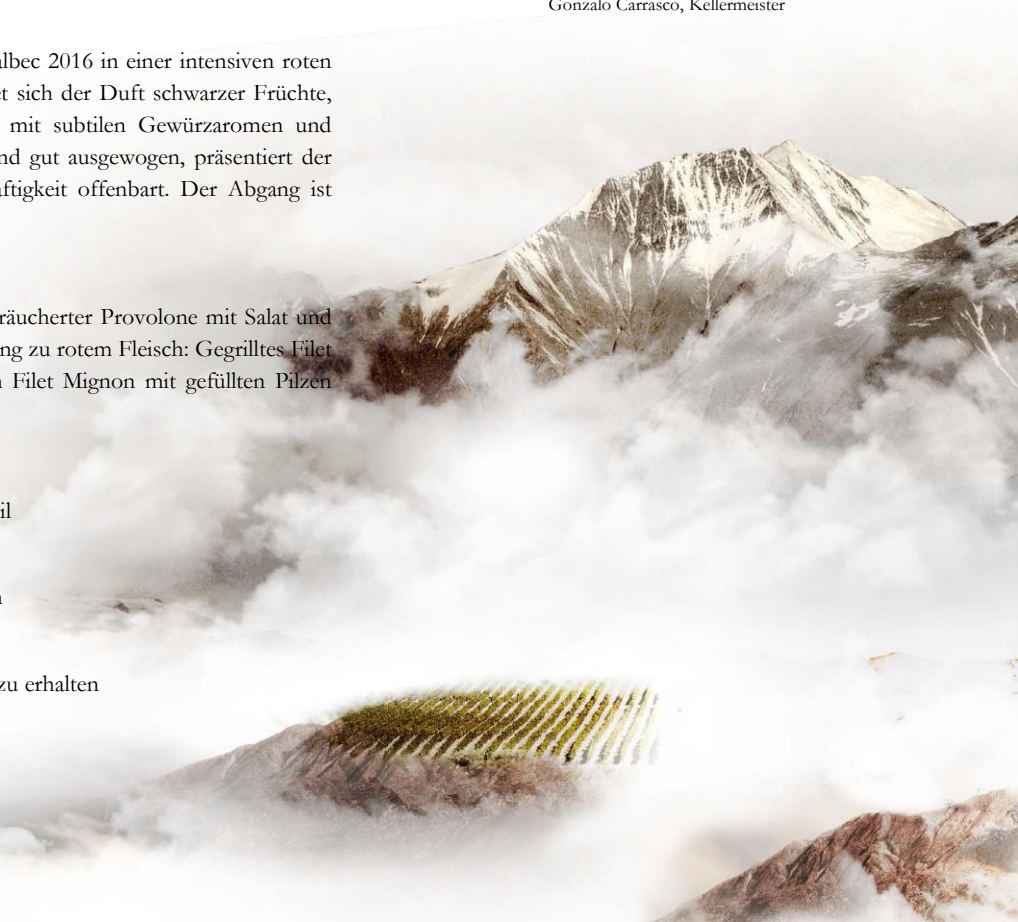 Gonzalo Carrasco, Kellermeister
albec 2016 in einer intensiven roten
et sich der Duft schwarzer Früchte,
mit subtilen Gewürzaromen und
nd gut ausgewogen, präsentiert der
aftigkeit offenbart. Der Abgang ist
räucherter Provolone mit Salat und
ng zu rotem Fleisch: Gegrilltes Filet
Filet Mignon mit gefüllten Pilzen
il
zu erhalten